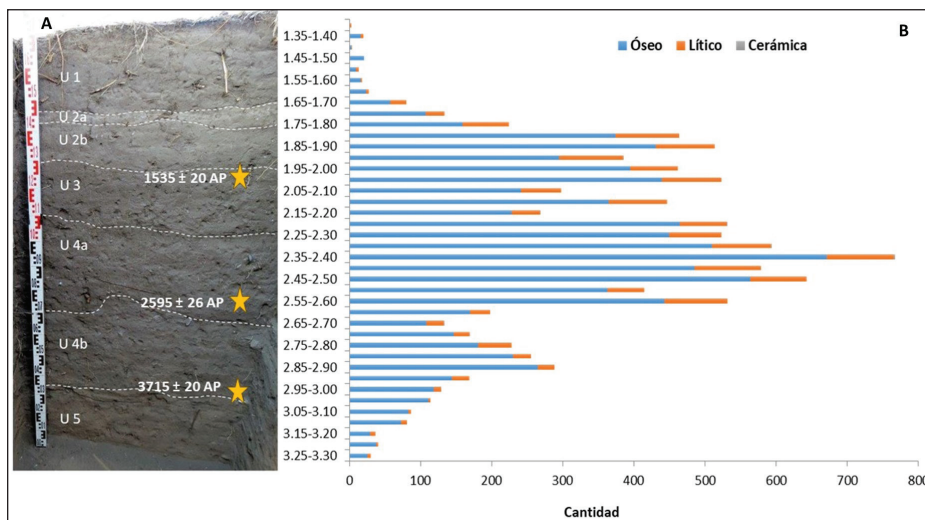 A
U 1
U 2a
U 2b
1535 ± 20 AP
U 3
U 4a
2595 ± 26 AP
U 4b
3715 ± 20 AP
U 5
B
Óseo Lítico Cerámica
1.35-1.40
1.45-1.50
1.55-1.60
1.65-1.70
1.75-1.80
1.85-1.90
1.95-2.00
2.05-2.10
2.15-2.20
2.25-2.30
2.35-2.40
2.45-2.50
2.55-2.60
2.65-2.70
2.75-2.80
2.85-2.90
2.95-3.00
3.05-3.10
3.15-3.20
3.25-3.30
0 100 200 300 400 500 600 700 800
Cantidad